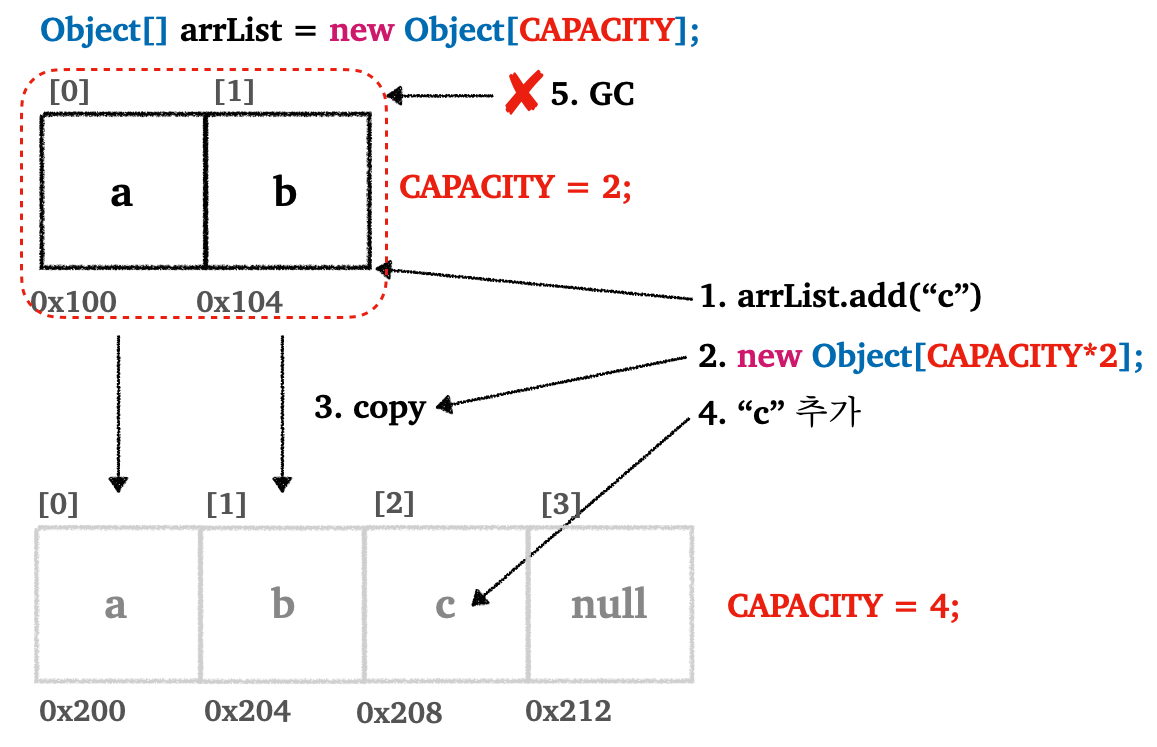 Object[] arrList = new Object[CAPACITY];
[0] [1]
5. GC
a b
CAPACITY = 2;
0x100 0x104
1. arrList.add(“c”)
2. new Object[CAPACITY*2];
3. copy
4. “c” 추가
[0] [1] [2] [3]
a b c null
CAPACITY = 4;
0x200 0x204 0x208 0x212